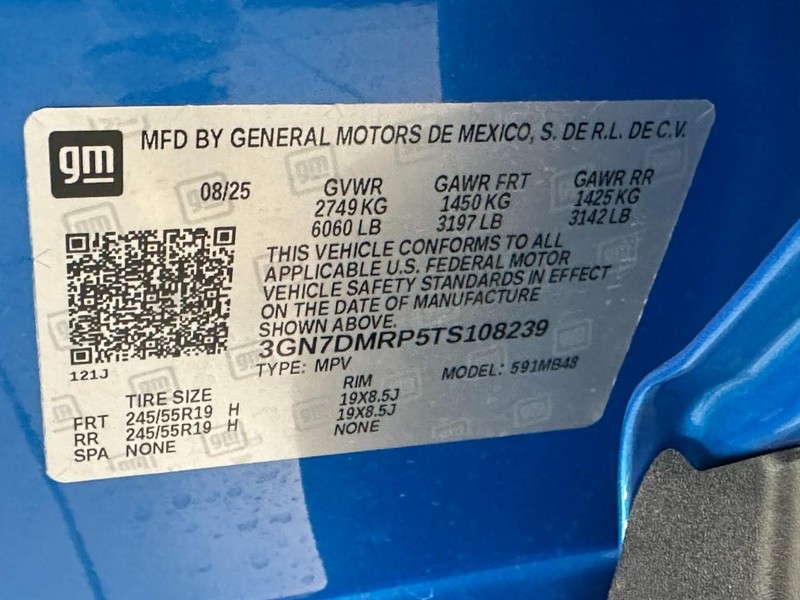 gm
MFD BY GENERAL MOTORS DE MEXICO, S. DE R.L. DE C.V.
08/25 GVWR GAWR FRT GAWR RR
2749 KG 1450 KG 1425 KG
6060 LB 3197 LB 3142 LB
THIS VEHICLE CONFORMS TO ALL
APPLICABLE U.S. FEDERAL MOTOR
VEHICLE SAFETY STANDARDS IN EFFECT
ON THE DATE OF MANUFACTURE
SHOWN ABOVE.
3GN7DMRP5TS108239
TYPE: MPV MODEL: 591MB48
121J
TIRE SIZE RIM
FRT 245/55R19 H 19X8.5J
RR 245/55R19 H 19X8.5J
SPA NONE NONE